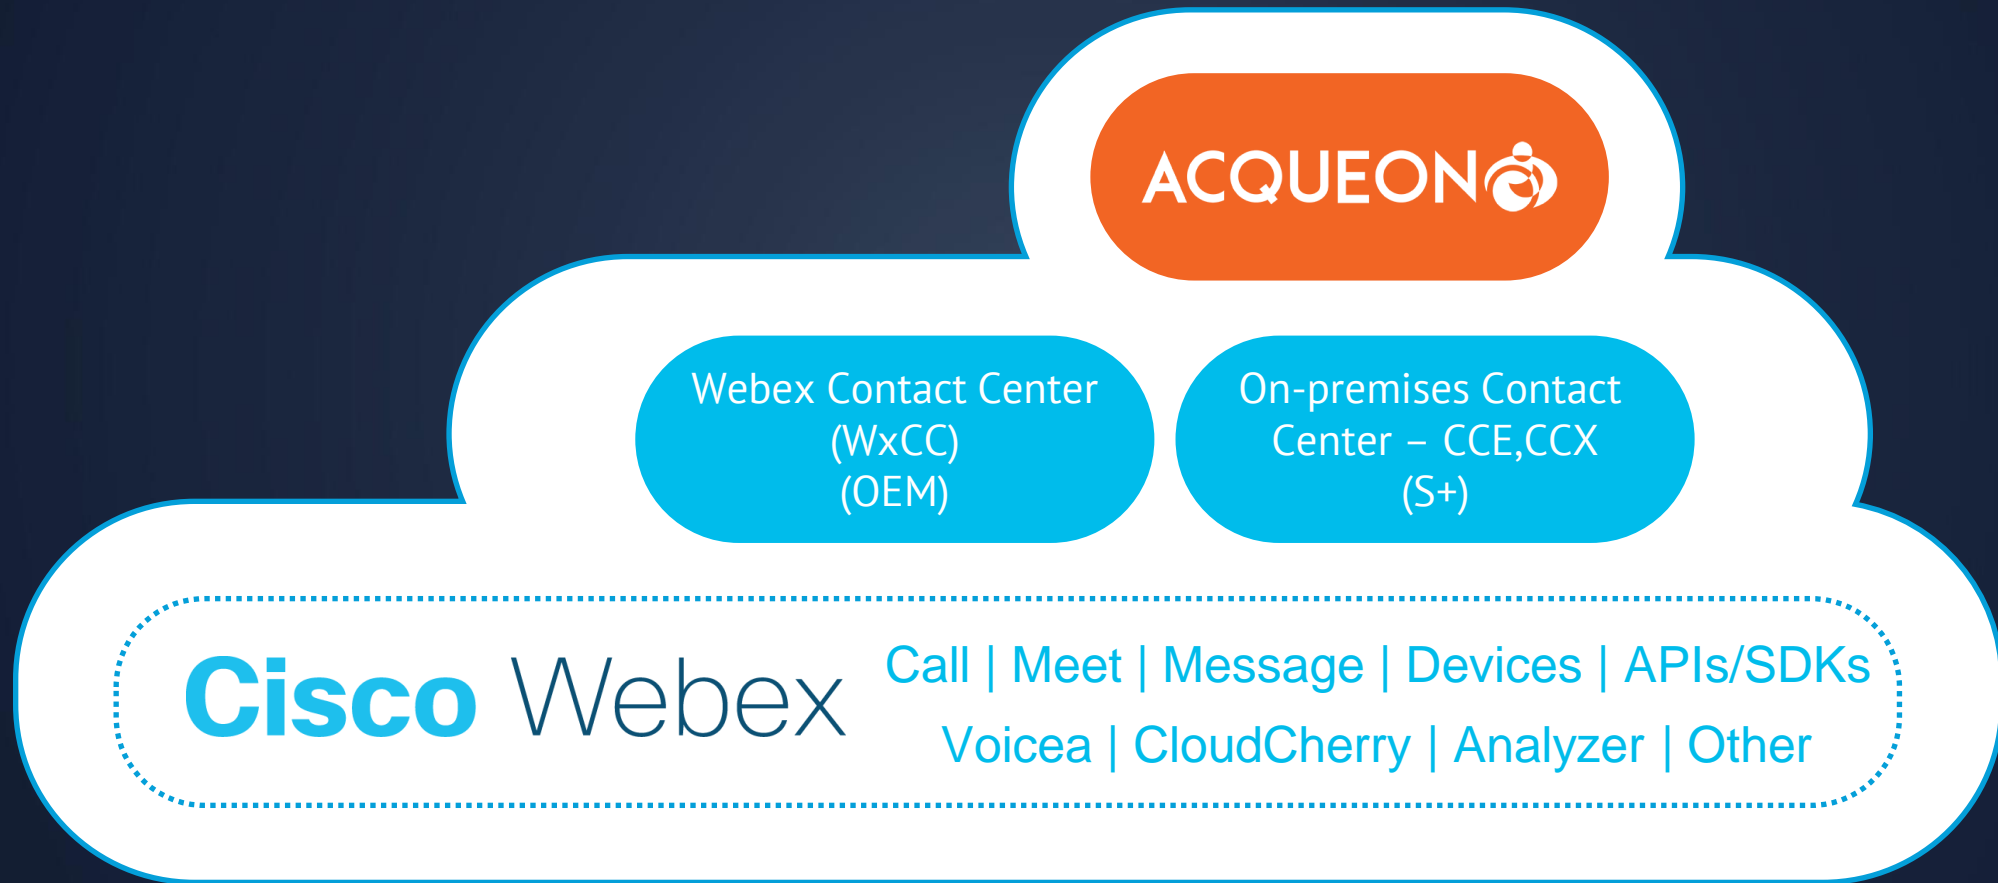 ACQUEON
Webex Contact Center
(WxCC)
(OEM)
On-premises Contact
Center – CCE,CCX
(S+)
Cisco Webex
Call | Meet | Message | Devices | APIs/SDKs
Voicea | CloudCherry | Analyzer | Other